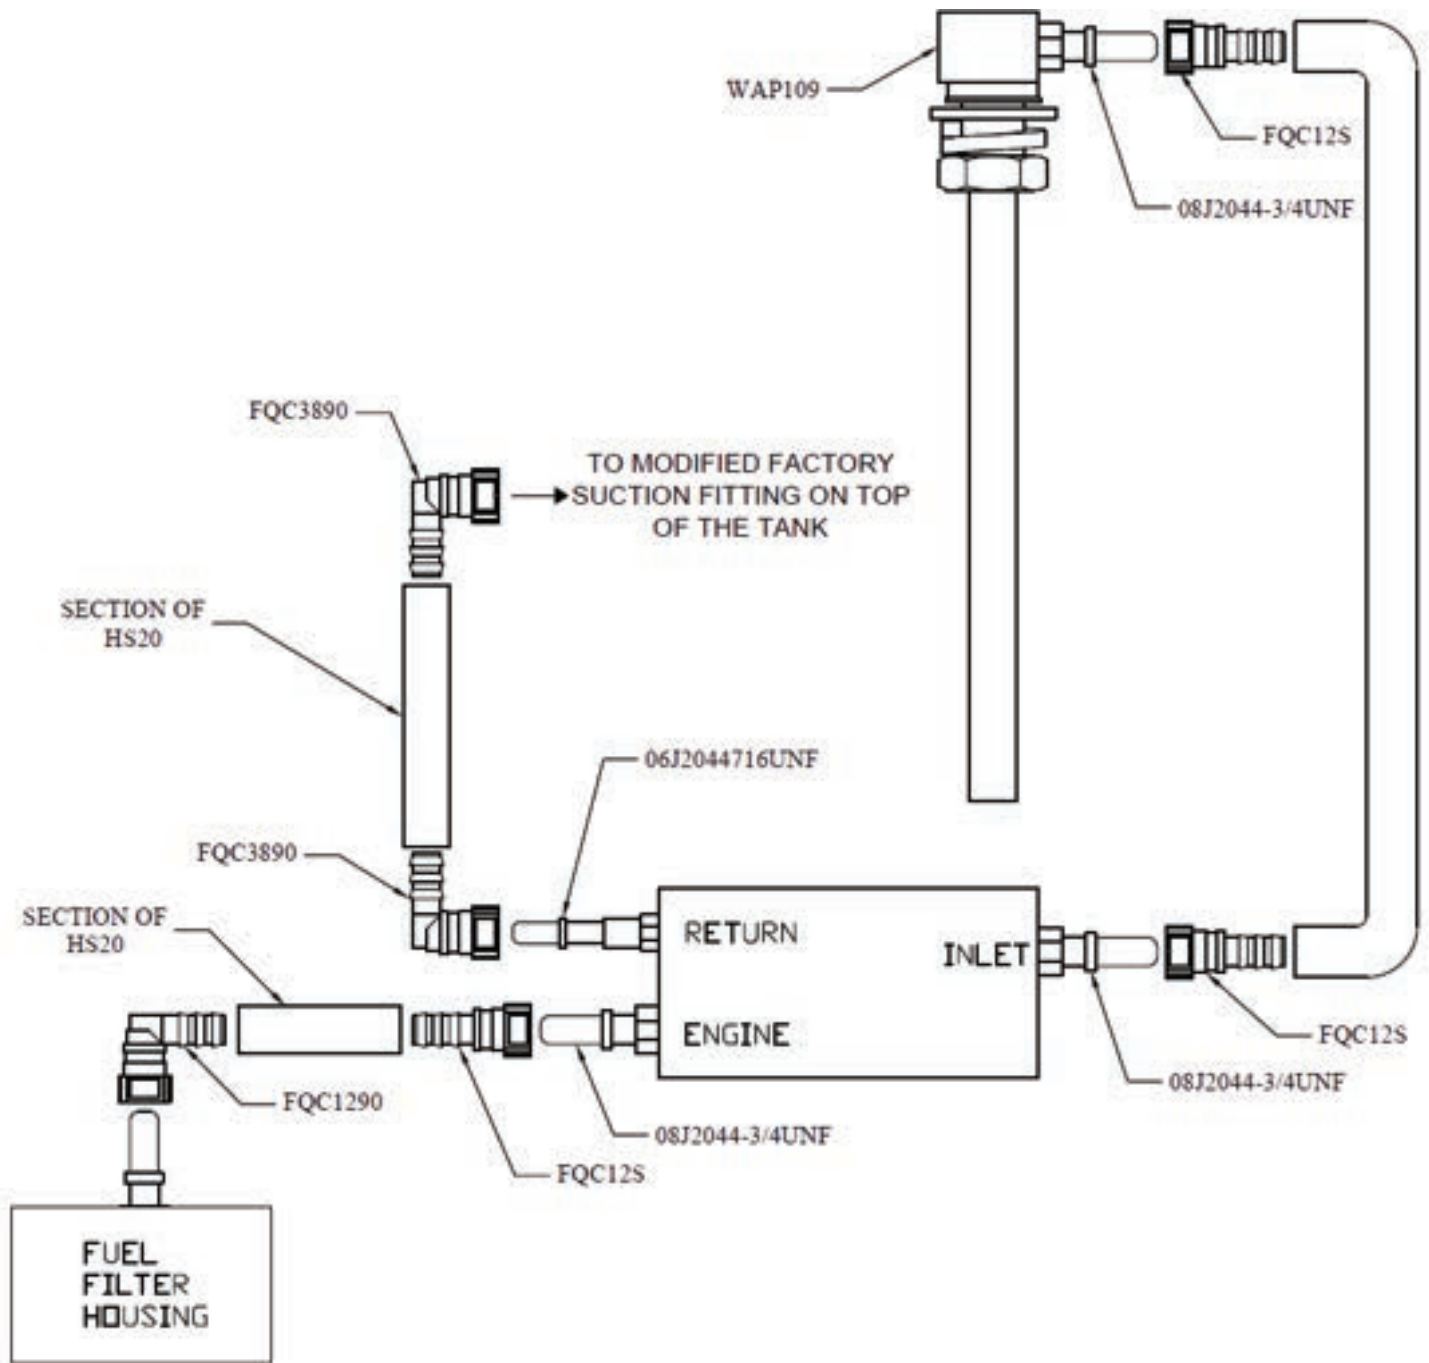 WAP109
FQC12S
08J2044-3/4UNF
FQC3890
TO MODIFIED FACTORY
SUCTION FITTING ON TOP
OF THE TANK
SECTION OF
HS20
06J2044716UNF
FQC3890
SECTION OF
HS20
RETURN
INLET
ENGINE
FQC12S
08J2044-3/4UNF
FQC1290
08J2044-3/4UNF
FQC12S
FUEL
FILTER
HOUSING